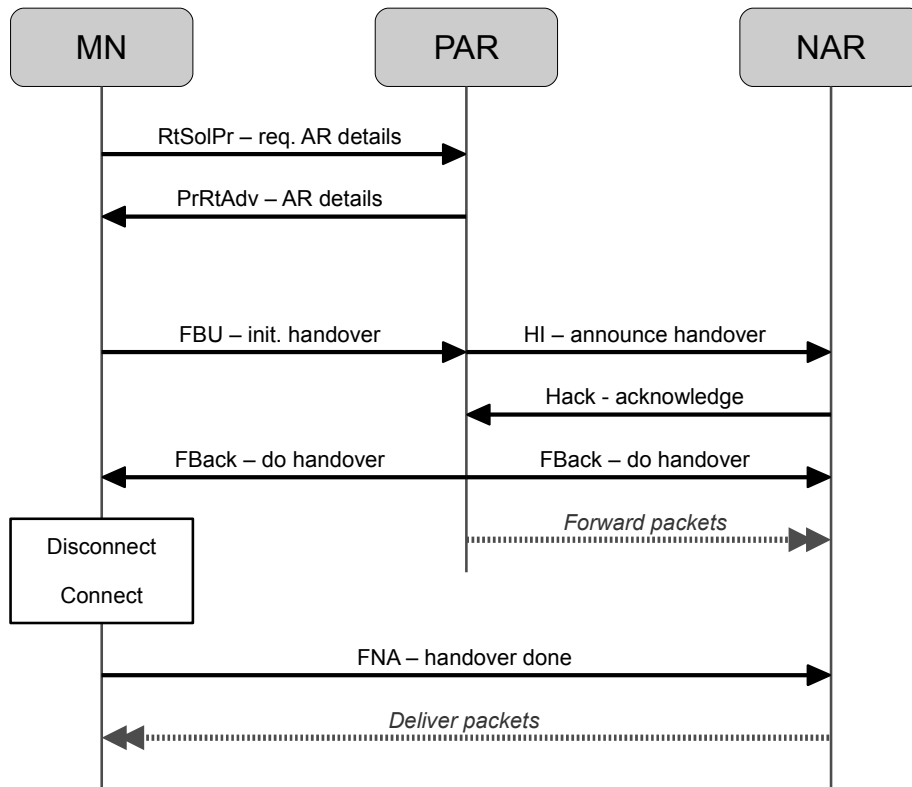 MN PAR NAR
RtSolPr – req. AR details
PrRtAdv – AR details
FBU – init. handover HI – announce handover
Hack - acknowledge
FBack – do handover FBack – do handover
Forward packets
Disconnect
Connect
FNA – handover done
Deliver packets